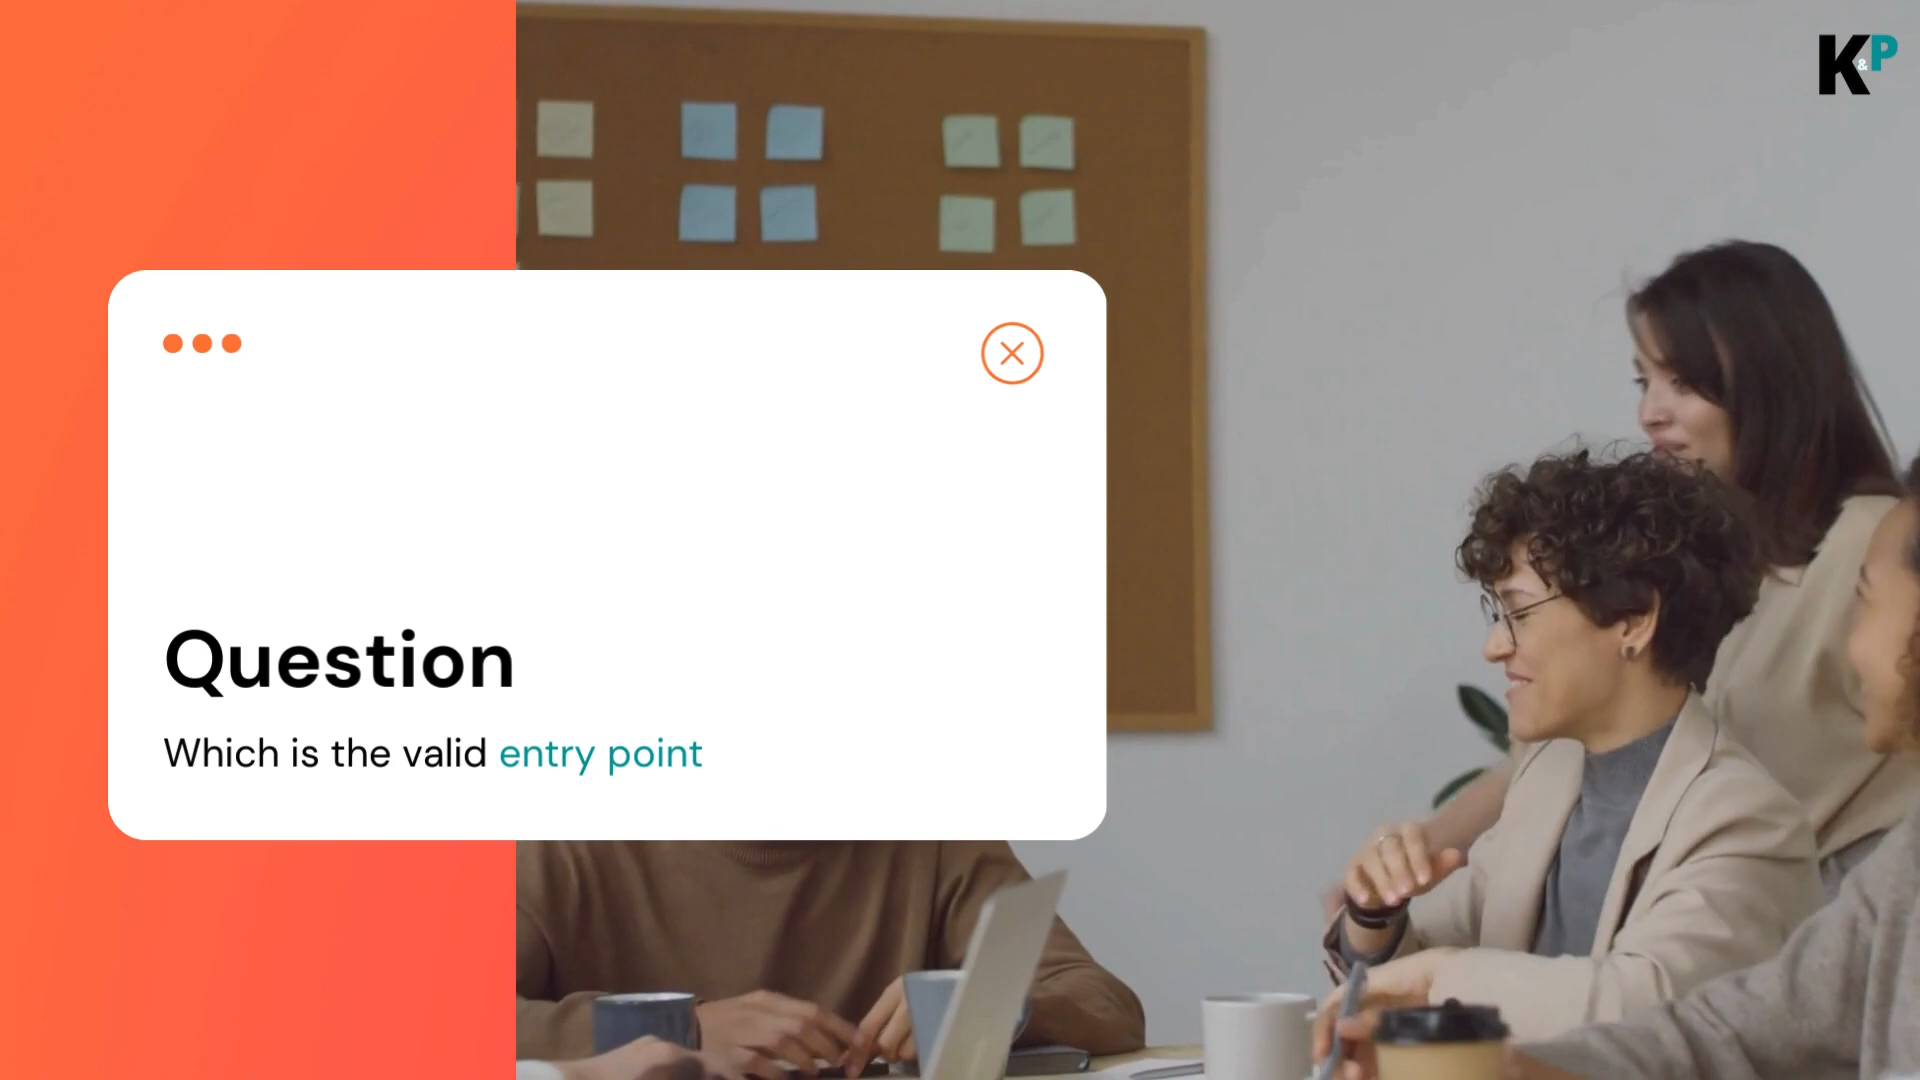 K&P
Question
Which is the valid entry point